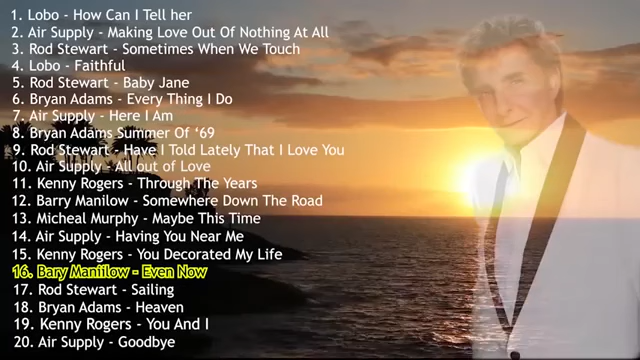 1. Lobo - How Can I Tell her
2. Air Supply - Making Love Out Of Nothing At All
3. Rod Stewart - Sometimes When We Touch
4. Lobo - Faithful
5. Rod Stewart - Baby Jane
6. Bryan Adams - Every Thing I Do
7. Air Supply - Here I Am
8. Bryan Adams Summer Of ‘69
9. Rod Stewart - Have I Told Lately That I Love You
10. Air Supply - All out of Love
11. Kenny Rogers - Through The Years
12. Barry Manilow - Somewhere Down The Road
13. Micheal Murphy - Maybe This Time
14. Air Supply - Having You Near Me
15. Kenny Rogers - You Decorated My Life
16. Bary Maniilow - Even Now
17. Rod Stewart - Sailing
18. Bryan Adams - Heaven
19. Kenny Rogers - You And I
20. Air Supply - Goodbye